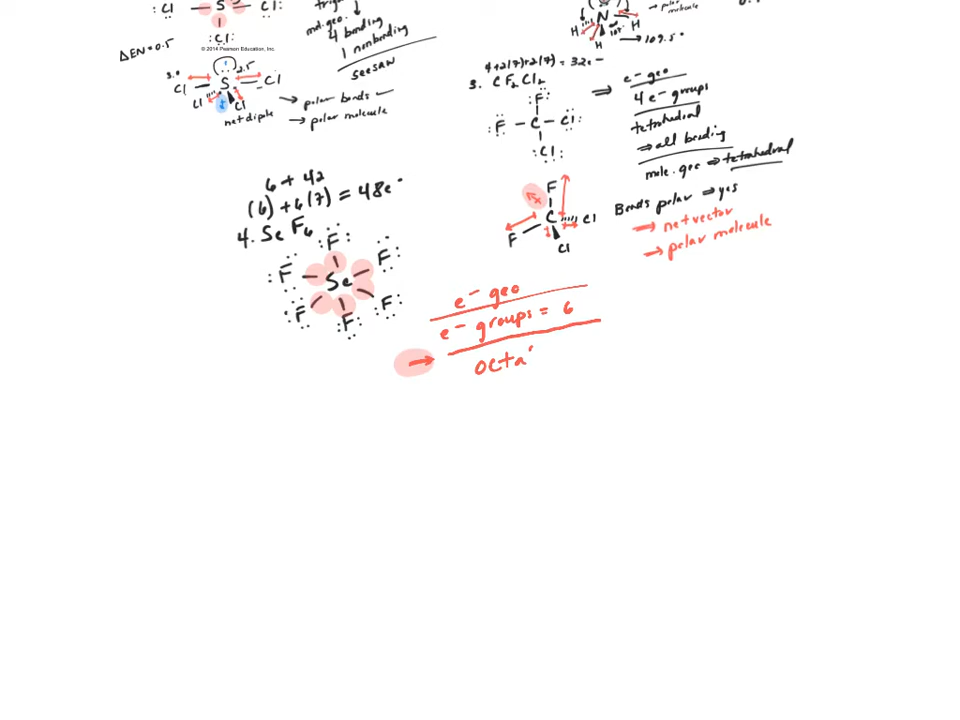 : Cl S Cl :
: Cl :
© 2014 Pearson Education, Inc.
mol. geo.
4 bonding
1 nonbonding
seesaw
ΔEN = 0.5
3.0 2.5
Cl — S — Cl
Cl Cl
net dipole
→ polar bonds
→ polar molecule
→ polar molecule
N H
H H
→ 109.5°
4+2(7)+2(7) = 32e-
3. CF2Cl2
:F:
:F — C — Cl:
:Cl:
⇒ e- geo
4 e- groups
tetrahedral
⇒ all bonding
mole. geo ⇒ tetrahedral
F
C Cl
F Cl
Bonds polar ⇒ yes
→ net vector
→ polar molecule
6 + 42
(6) + 6(7) = 48e-
4. SeF6
:F:
:F — Se — F:
:F :F: F:
e- geo
e- groups = 6
→ octa